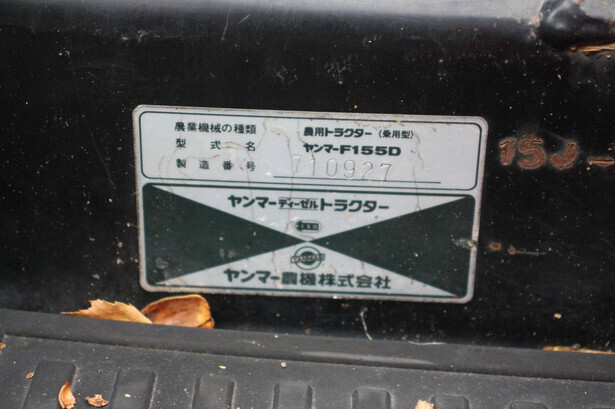 農業機械の種類 農用トラクター（乗用型）
型式名 ヤンマーF155D
製造番号 710927
ヤンマーディーゼルトラクター
ヤンマー農機株式会社